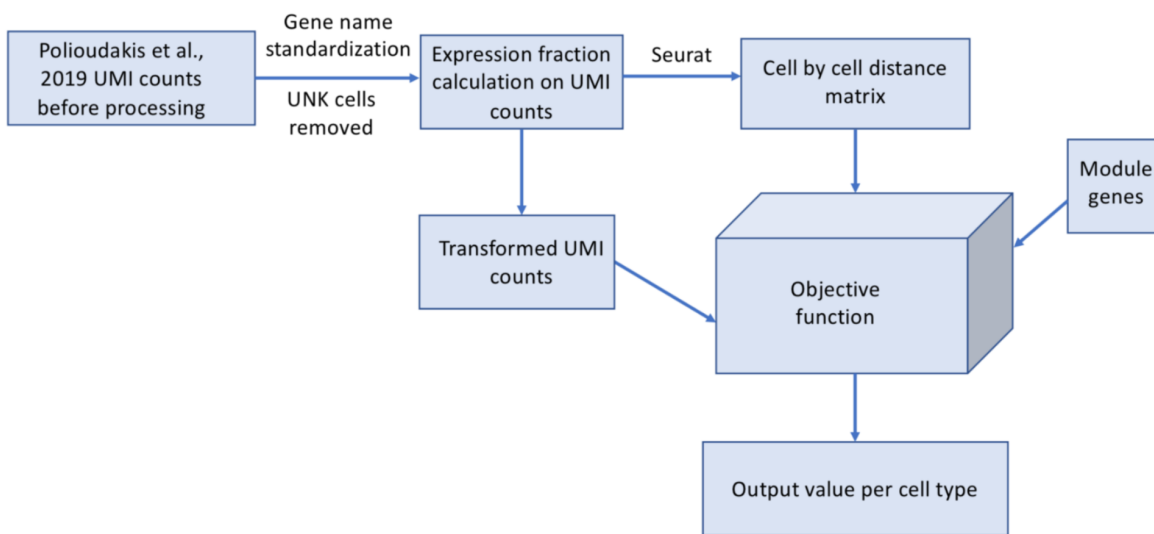 Polioudakis et al.,
2019 UMI counts
before processing
Gene name
standardization
UNK cells
removed
Expression fraction
calculation on UMI
counts
Seurat
Cell by cell distance
matrix
Module
genes
Transformed UMI
counts
Objective
function
Output value per cell type